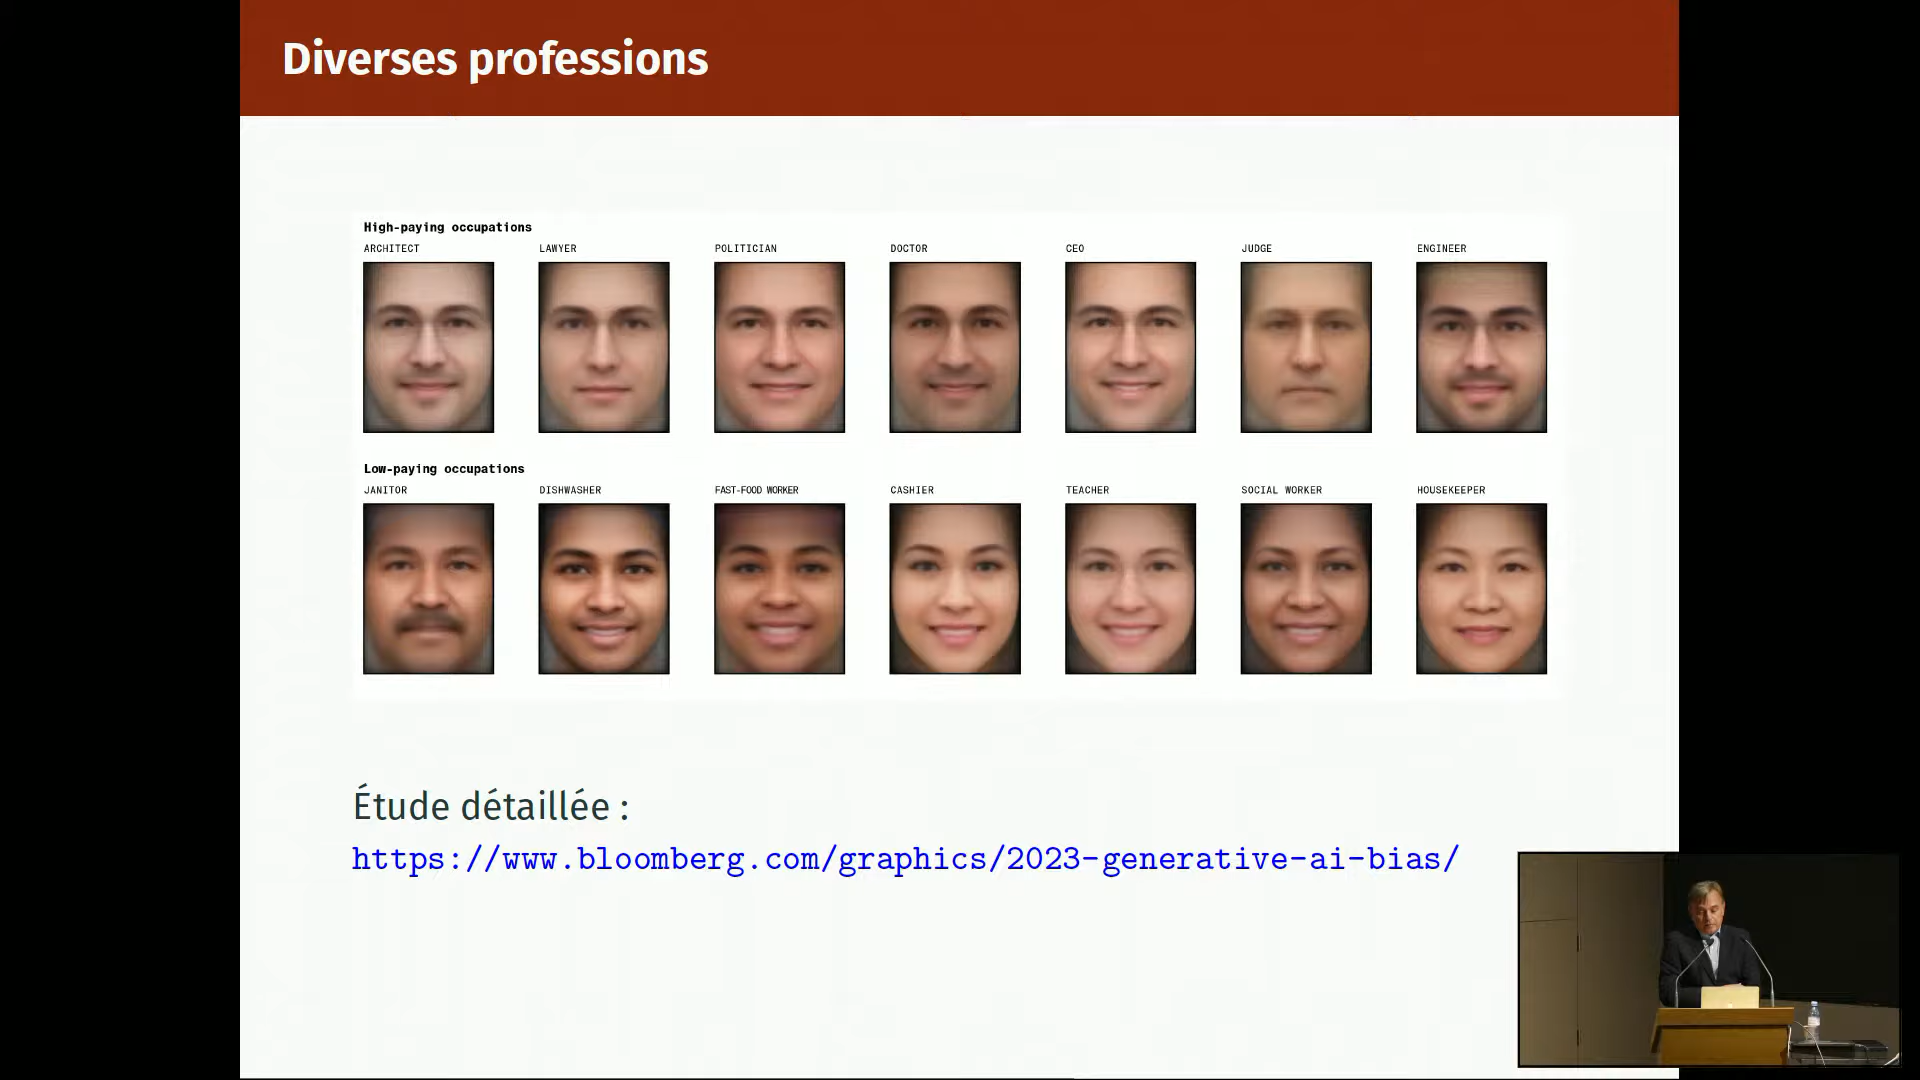 Diverses professions
High-paying occupations
ARCHITECT LAWYER POLITICIAN DOCTOR CEO JUDGE ENGINEER
Low-paying occupations
JANITOR DISHWASHER FAST-FOOD WORKER CASHIER TEACHER SOCIAL WORKER HOUSEKEEPER
Étude détaillée :
https://www.bloomberg.com/graphics/2023-generative-ai-bias/